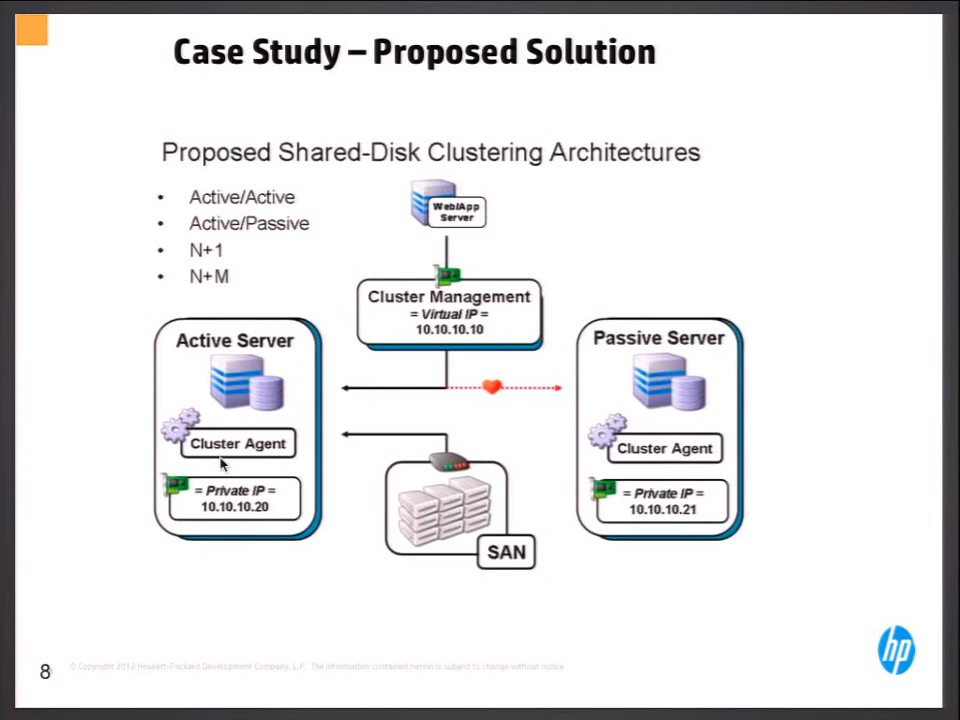 Case Study – Proposed Solution
Proposed Shared-Disk Clustering Architectures
• Active/Active
• Active/Passive
• N+1
• N+M
Web/App
Server
Cluster Management
= Virtual IP =
10.10.10.10
Active Server
Cluster Agent
= Private IP =
10.10.10.20
Passive Server
Cluster Agent
= Private IP =
10.10.10.21
SAN
8
© Copyright 2012 Hewlett-Packard Development Company, L.P. The information contained herein is subject to change without notice.
hp